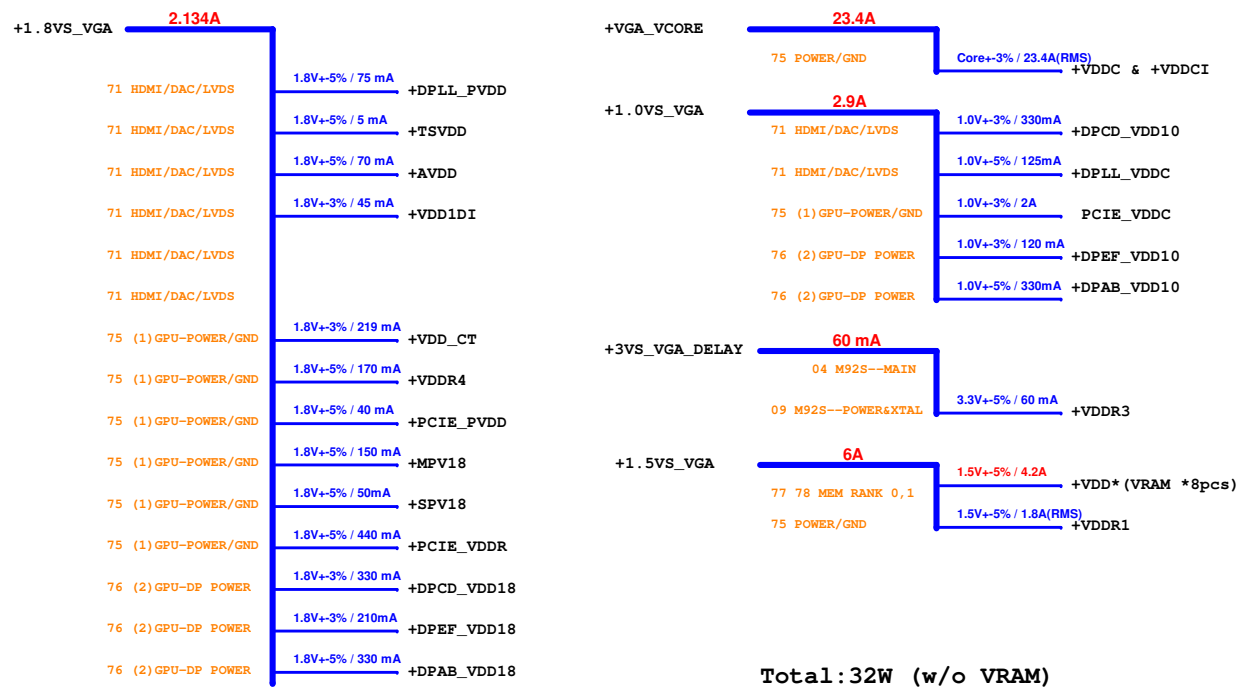 2.134A
+1.8VS_VGA
71 HDMI/DAC/LVDS 1.8V+-5% / 75 mA +DPLL_PVDD
71 HDMI/DAC/LVDS 1.8V+-5% / 5 mA +TSVDD
71 HDMI/DAC/LVDS 1.8V+-5% / 70 mA +AVDD
71 HDMI/DAC/LVDS 1.8V+-3% / 45 mA +VDD1DI
71 HDMI/DAC/LVDS
71 HDMI/DAC/LVDS
75 (1)GPU-POWER/GND 1.8V+-3% / 219 mA +VDD_CT
75 (1)GPU-POWER/GND 1.8V+-5% / 170 mA +VDDR4
75 (1)GPU-POWER/GND 1.8V+-5% / 40 mA +PCIE_PVDD
75 (1)GPU-POWER/GND 1.8V+-5% / 150 mA +MPV18
75 (1)GPU-POWER/GND 1.8V+-5% / 50mA +SPV18
75 (1)GPU-POWER/GND 1.8V+-5% / 440 mA +PCIE_VDDR
76 (2)GPU-DP POWER 1.8V+-3% / 330 mA +DPCD_VDD18
76 (2)GPU-DP POWER 1.8V+-3% / 210mA +DPEF_VDD18
76 (2)GPU-DP POWER 1.8V+-5% / 330 mA +DPAB_VDD18
23.4A
+VGA_VCORE
75 POWER/GND Core+-3% / 23.4A(RMS) +VDDC & +VDDCI
2.9A
+1.0VS_VGA
71 HDMI/DAC/LVDS 1.0V+-3% / 330mA +DPCD_VDD10
71 HDMI/DAC/LVDS 1.0V+-5% / 125mA +DPLL_VDDC
75 (1)GPU-POWER/GND 1.0V+-3% / 2A PCIE_VDDC
76 (2)GPU-DP POWER 1.0V+-3% / 120 mA +DPEF_VDD10
76 (2)GPU-DP POWER 1.0V+-5% / 330mA +DPAB_VDD10
60 mA
+3VS_VGA_DELAY
04 M92S--MAIN
09 M92S--POWER&XTAL 3.3V+-5% / 60 mA +VDDR3
6A
+1.5VS_VGA
77 78 MEM RANK 0,1 1.5V+-5% / 4.2A +VDD*(VRAM *8pcs)
75 POWER/GND 1.5V+-5% / 1.8A(RMS) +VDDR1
Total:32W (w/o VRAM)